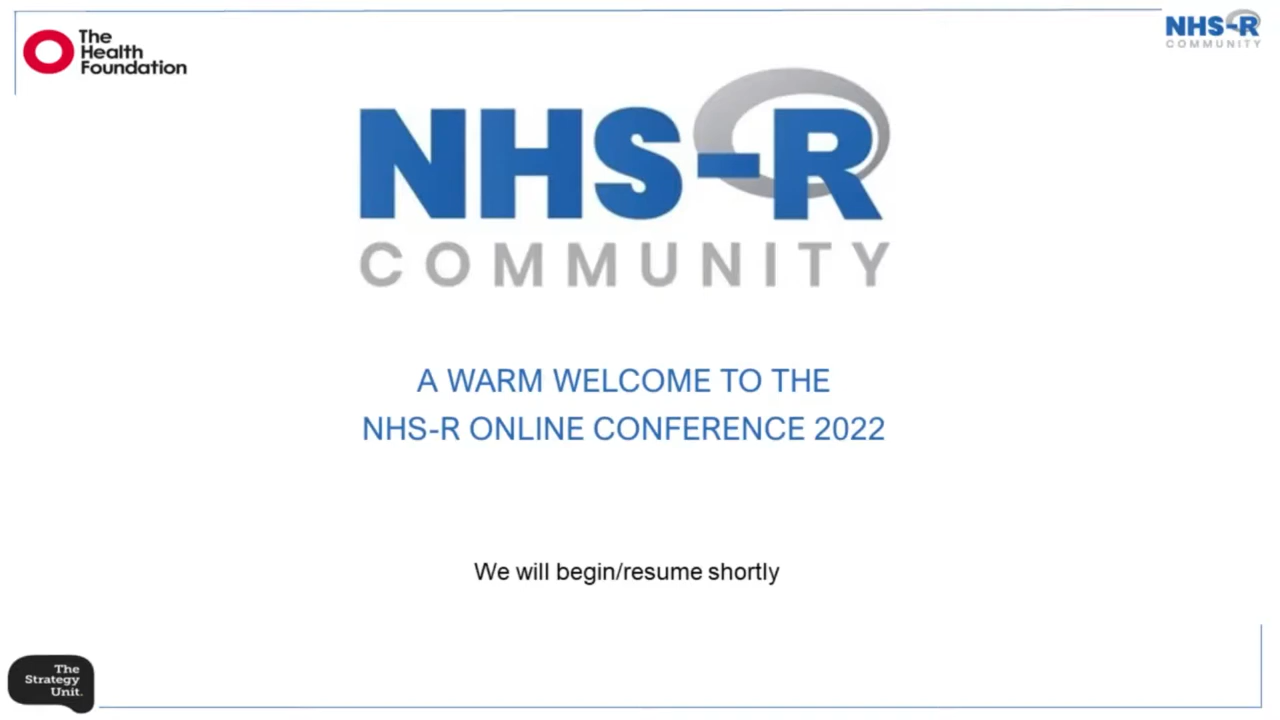 The
Health
Foundation
NHS-R
COMMUNITY
NHS-R
COMMUNITY
A WARM WELCOME TO THE
NHS-R ONLINE CONFERENCE 2022
We will begin/resume shortly
The
Strategy
Unit.